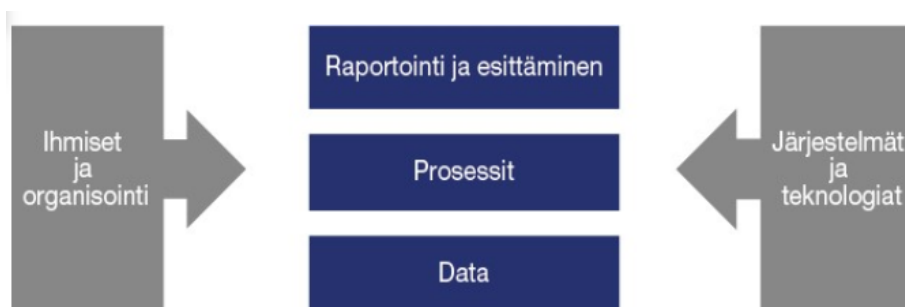 Ihmiset
ja
organisointi
Raportointi ja esittäminen
Prosessit
Data
Järjestelmät
ja
teknologiat